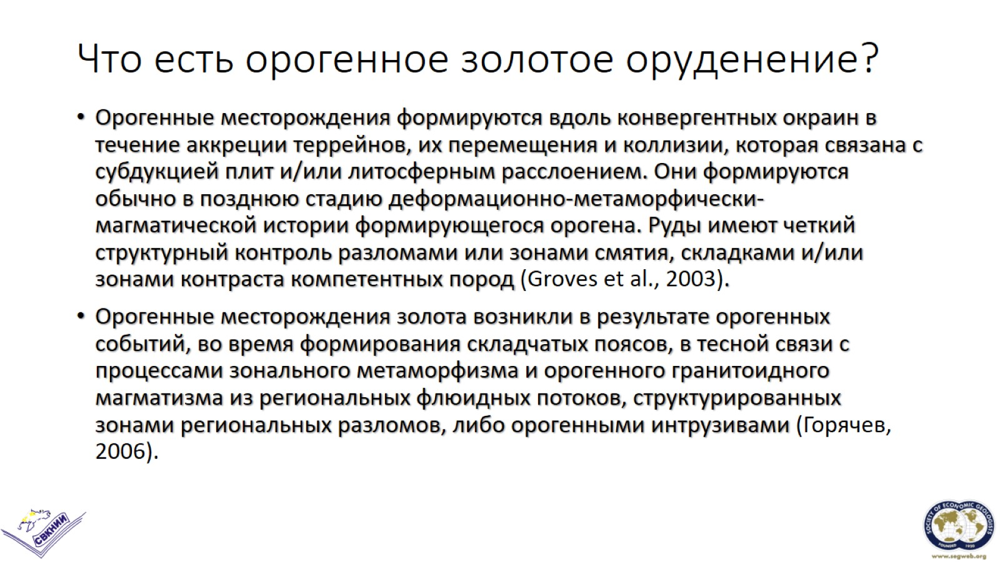 Что есть орогенное золотое оруденение?
• Орогенные месторождения формируются вдоль конвергентных окраин в
течение аккреции террейнов, их перемещения и коллизии, которая связана с
субдукцией плит и/или литосферным расслоением. Они формируются
обычно в позднюю стадию деформационно-метаморфически-
магматической истории формирующегося орогена. Руды имеют четкий
структурный контроль разломами или зонами смятия, складками и/или
зонами контраста компетентных пород (Groves et al., 2003).
• Орогенные месторождения золота возникли в результате орогенных
событий, во время формирования складчатых поясов, в тесной связи с
процессами зонального метаморфизма и орогенного гранитоидного
магматизма из региональных флюидных потоков, структурированных
зонами региональных разломов, либо орогенными интрузивами (Горячев,
2006).
СВКНИИ
SOCIETY OF ECONOMIC GEOLOGISTS
FOUNDED 1920
www.segweb.org